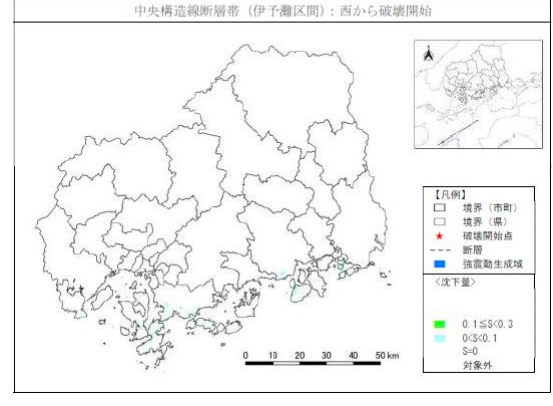 中央構造線断層帯（伊予灘区間）：西から破壊開始
【凡例】
境界（市町）
境界（県）
破壊開始点
断層
強震動生成域
〈沈下量〉
0.1≦S<0.3
0<S<0.1
S=0
対象外
0 10 20 30 40 50 km